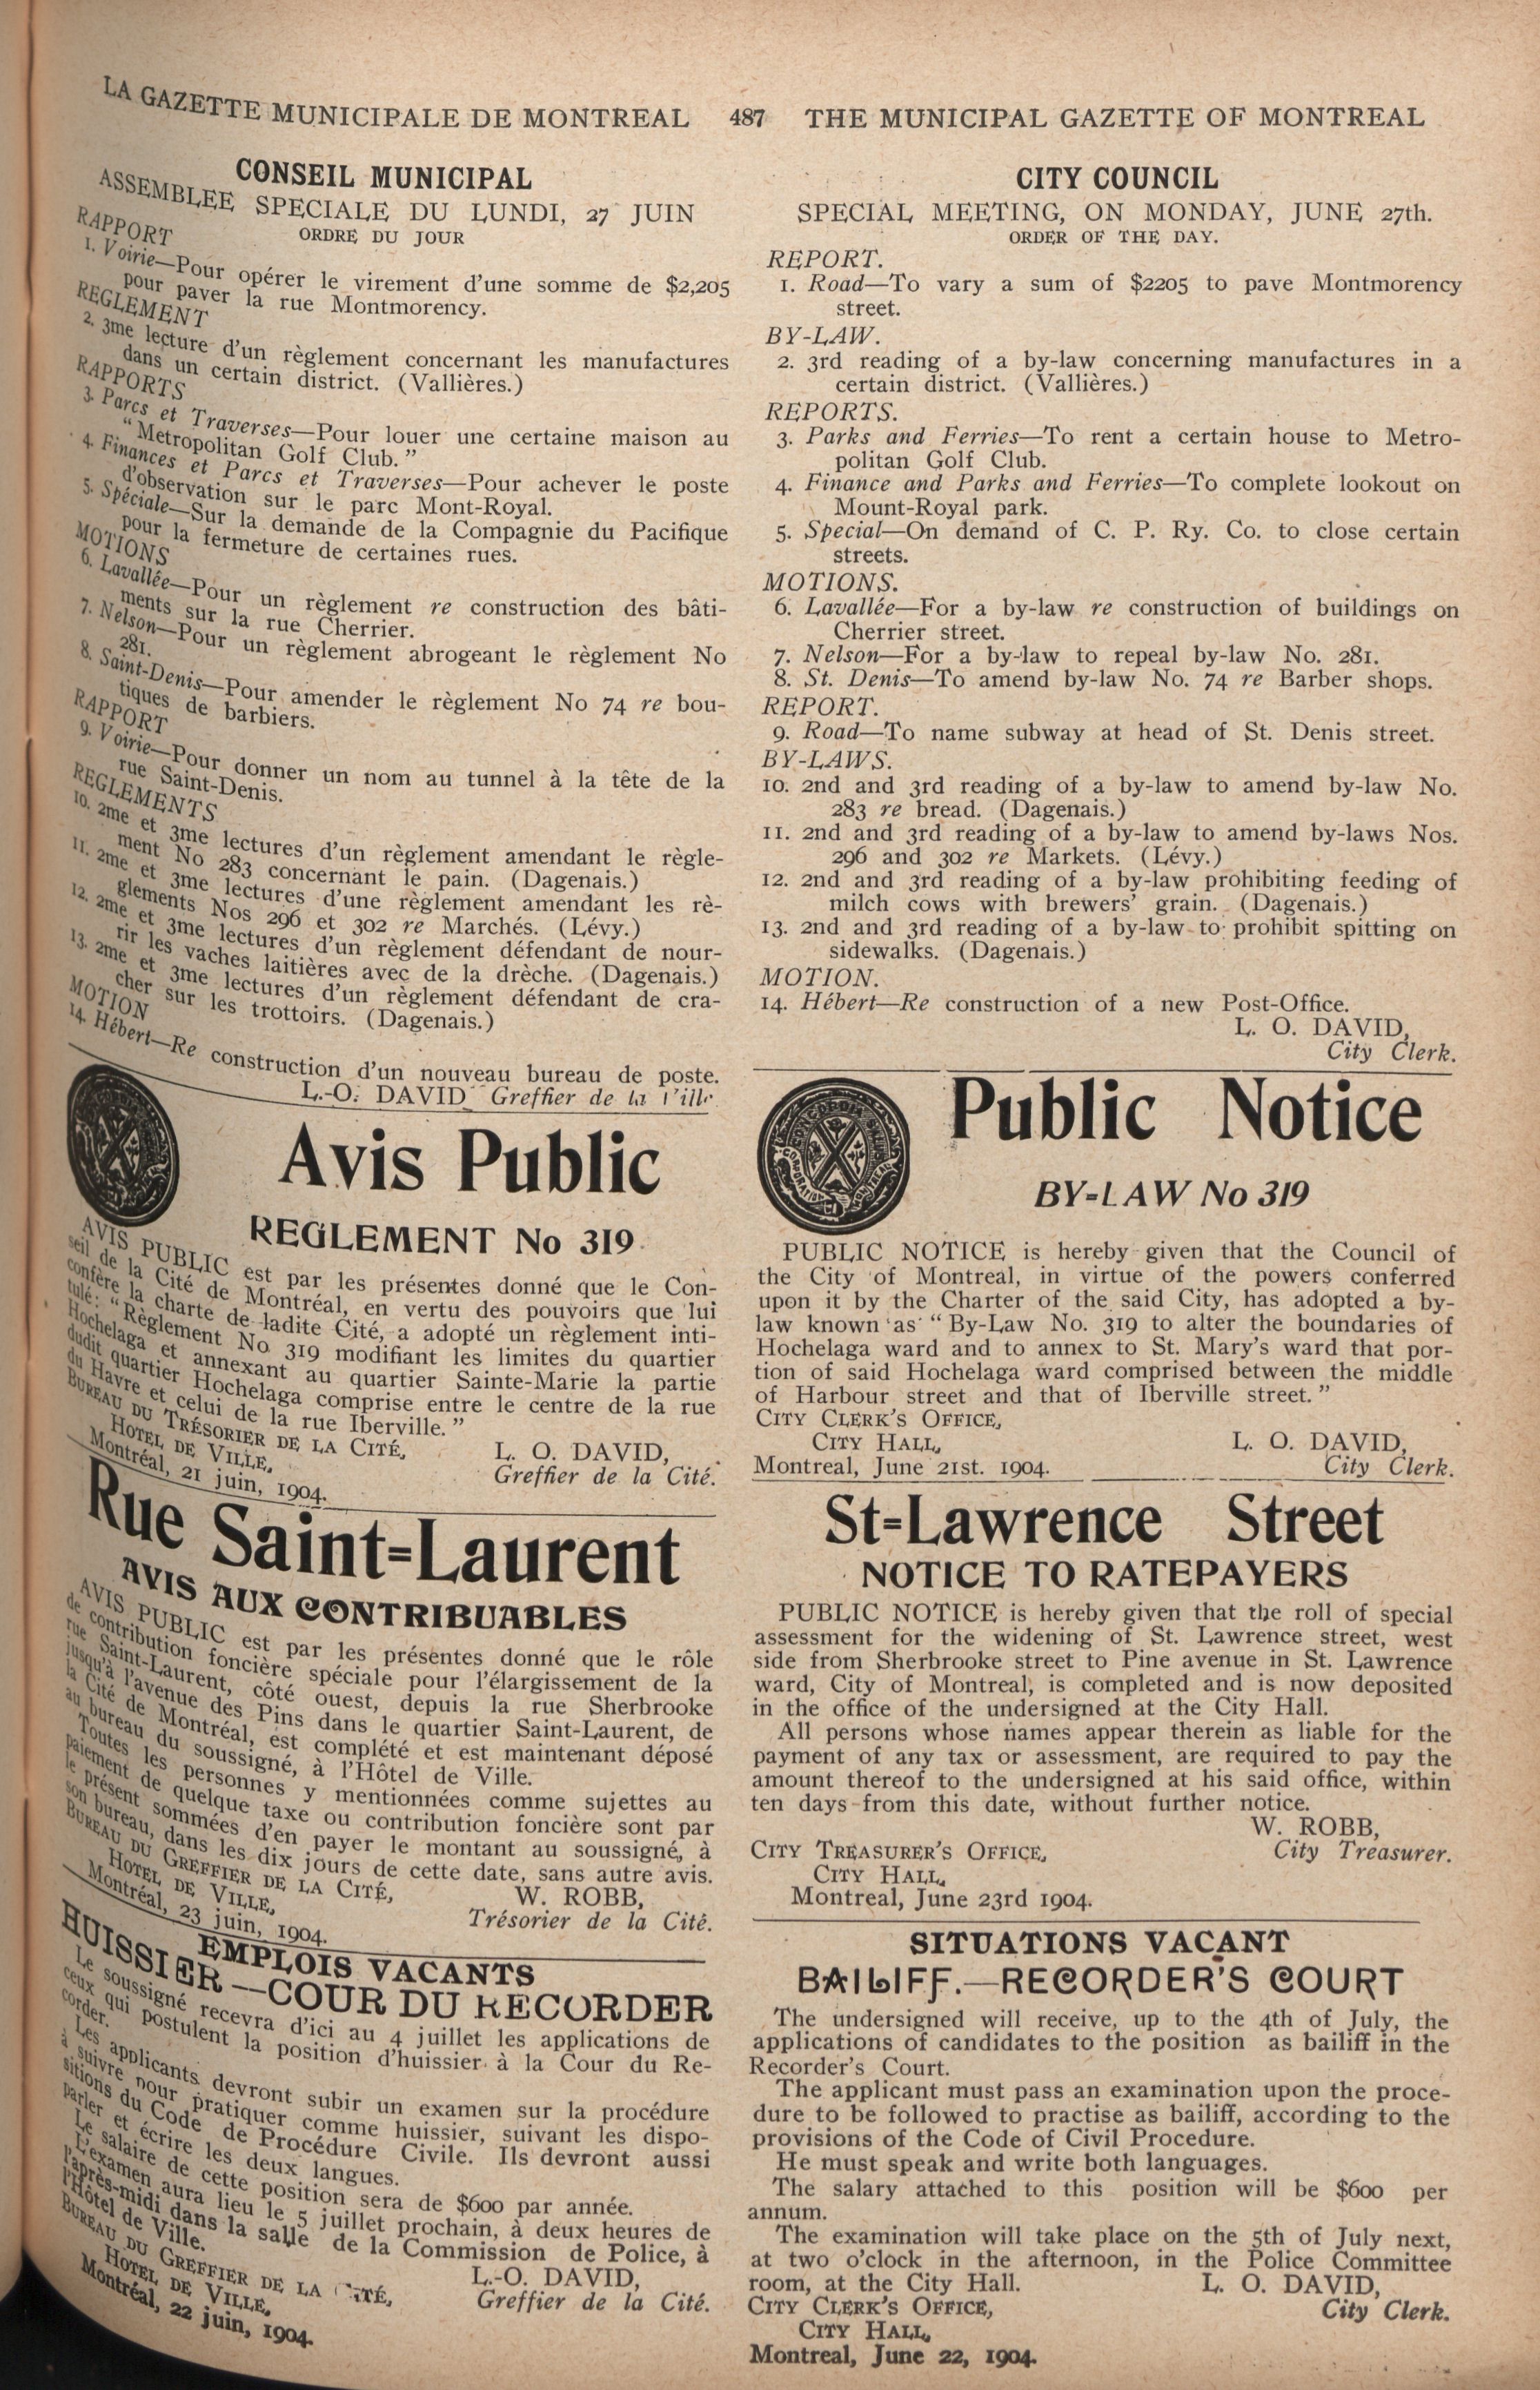 LA GAZETTE MUNICIPALE DE MONTREAL 487 THE MUNICIPAL GAZETTE OF MONTREAL
CONSEIL MUNICIPAL
ASSEMBLEE SPECIALE DU LUNDI, 27 JUIN
ORDRE DU JOUR
RAPPORT
1. Voirie—Pour opérer le virement d'une somme de $2,205
pour paver la rue Montmorency.
REGLEMENT
2. 3me lecture d'un règlement concernant les manufactures
dans un certain district. (Vallières.)
RAPPORTS
3. Parcs et Traverses—Pour louer une certaine maison au
"Metropolitan Golf Club."
4. Finances et Parcs et Traverses—Pour achever le poste
d'observation sur le parc Mont-Royal.
5. Spéciale—Sur la demande de la Compagnie du Pacifique
pour la fermeture de certaines rues.
MOTIONS
6. Lavallée—Pour un règlement re construction des bâti-
ments sur la rue Cherrier.
7. Nelson—Pour un règlement abrogeant le règlement No
281.
8. Saint-Denis—Pour amender le règlement No 74 re bou-
tiques de barbiers.
RAPPORT
9. Voirie—Pour donner un nom au tunnel à la tête de la
rue Saint-Denis.
REGLEMENTS
10. 2me et 3me lectures d'un règlement amendant le règle-
ment No 283 concernant le pain. (Dagenais.)
11. 2me et 3me lectures d'une règlement amendant les rè-
glements Nos 296 et 302 re Marchés. (Lévy.)
12. 2me et 3me lectures d'un règlement défendant de nour-
rir les vaches laitières avec de la drèche. (Dagenais.)
13. 2me et 3me lectures d'un règlement défendant de cra-
cher sur les trottoirs. (Dagenais.)
MOTION
14. Hébert—Re construction d'un nouveau bureau de poste.
L.-O. DAVID Greffier de la Ville
Avis Public
REGLEMENT No 319
AVIS PUBLIC est par les présentes donné que le Con-
seil de la Cité de Montréal, en vertu des pouvoirs que lui
confère la charte de ladite Cité, a adopté un règlement inti-
tulé: "Règlement No 319 modifiant les limites du quartier
Hochelaga et annexant au quartier Sainte-Marie la partie
dudit quartier Hochelaga comprise entre le centre de la rue
du Havre et celui de la rue Iberville."
BUREAU DU TRÉSORIER DE LA CITÉ,
HOTEL DE VILLE, L. O. DAVID,
Montréal, 21 juin, 1904. Greffier de la Cité.
Rue Saint-Laurent
AVIS AUX CONTRIBUABLES
AVIS PUBLIC est par les présentes donné que le rôle
de contribution foncière spéciale pour l'élargissement de la
rue Saint-Laurent, côté ouest, depuis la rue Sherbrooke
jusqu'à l'avenue des Pins dans le quartier Saint-Laurent, de
la Cité de Montréal, est complété et est maintenant déposé
au bureau du soussigné, à l'Hôtel de Ville.
Toutes les personnes y mentionnées comme sujettes au
paiement de quelque taxe ou contribution foncière sont par
le présent sommées d'en payer le montant au soussigné, à
son bureau, dans les dix jours de cette date, sans autre avis.
BUREAU DU GREFFIER DE LA CITÉ,
HOTEL DE VILLE, W. ROBB,
Montréal, 23 juin, 1904. Trésorier de la Cité.
EMPLOIS VACANTS
HUISSIER—COUR DU RECORDER
Le soussigné recevra d'ici au 4 juillet les applications de
ceux qui postulent la position d'huissier à la Cour du Re-
corder.
Les applicants devront subir un examen sur la procédure
à suivre pour pratiquer comme huissier, suivant les dispo-
sitions du Code de Procédure Civile. Ils devront aussi
parler et écrire les deux langues.
Le salaire de cette position sera de $600 par année.
L'examen aura lieu le 5 juillet prochain, à deux heures de
l'après-midi dans la salle de la Commission de Police, à
l'Hôtel de Ville.
BUREAU DU GREFFIER DE LA CITÉ, L.-O. DAVID,
HOTEL DE VILLE, Greffier de la Cité.
Montréal, 22 juin, 1904.
CITY COUNCIL
SPECIAL MEETING, ON MONDAY, JUNE 27th.
ORDER OF THE DAY.
REPORT.
1. Road—To vary a sum of $2205 to pave Montmorency
street.
BY-LAW.
2. 3rd reading of a by-law concerning manufactures in a
certain district. (Vallières.)
REPORTS.
3. Parks and Ferries—To rent a certain house to Metro-
politan Golf Club.
4. Finance and Parks and Ferries—To complete lookout on
Mount-Royal park.
5. Special—On demand of C. P. Ry. Co. to close certain
streets.
MOTIONS.
6. Lavallée—For a by-law re construction of buildings on
Cherrier street.
7. Nelson—For a by-law to repeal by-law No. 281.
8. St. Denis—To amend by-law No. 74 re Barber shops.
REPORT.
9. Road—To name subway at head of St. Denis street.
BY-LAWS.
10. 2nd and 3rd reading of a by-law to amend by-law No.
283 re bread. (Dagenais.)
11. 2nd and 3rd reading of a by-law to amend by-laws Nos.
296 and 302 re Markets. (Lévy.)
12. 2nd and 3rd reading of a by-law prohibiting feeding of
milch cows with brewers' grain. (Dagenais.)
13. 2nd and 3rd reading of a by-law to prohibit spitting on
sidewalks. (Dagenais.)
MOTION.
14. Hébert—Re construction of a new Post-Office.
L. O. DAVID,
City Clerk.
Public Notice
BY-LAW No 319
PUBLIC NOTICE is hereby given that the Council of
the City of Montreal, in virtue of the powers conferred
upon it by the Charter of the said City, has adopted a by-
law known as "By-Law No. 319 to alter the boundaries of
Hochelaga ward and to annex to St. Mary's ward that por-
tion of said Hochelaga ward comprised between the middle
of Harbour street and that of Iberville street."
CITY CLERK'S OFFICE,
CITY HALL, L. O. DAVID,
Montreal, June 21st. 1904. City Clerk.
St-Lawrence Street
NOTICE TO RATEPAYERS
PUBLIC NOTICE is hereby given that the roll of special
assessment for the widening of St. Lawrence street, west
side from Sherbrooke street to Pine avenue in St. Lawrence
ward, City of Montreal, is completed and is now deposited
in the office of the undersigned at the City Hall.
All persons whose names appear therein as liable for the
payment of any tax or assessment, are required to pay the
amount thereof to the undersigned at his said office, within
ten days from this date, without further notice.
W. ROBB,
CITY TREASURER'S OFFICE, City Treasurer.
CITY HALL,
Montreal, June 23rd 1904.
SITUATIONS VACANT
BAILIFF.—RECORDER'S COURT
The undersigned will receive, up to the 4th of July, the
applications of candidates to the position as bailiff in the
Recorder's Court.
The applicant must pass an examination upon the proce-
dure to be followed to practise as bailiff, according to the
provisions of the Code of Civil Procedure.
He must speak and write both languages.
The salary attached to this position will be $600 per
annum.
The examination will take place on the 5th of July next,
at two o'clock in the afternoon, in the Police Committee
room, at the City Hall. L. O. DAVID,
CITY CLERK'S OFFICE, City Clerk.
CITY HALL,
Montreal, June 22, 1904.